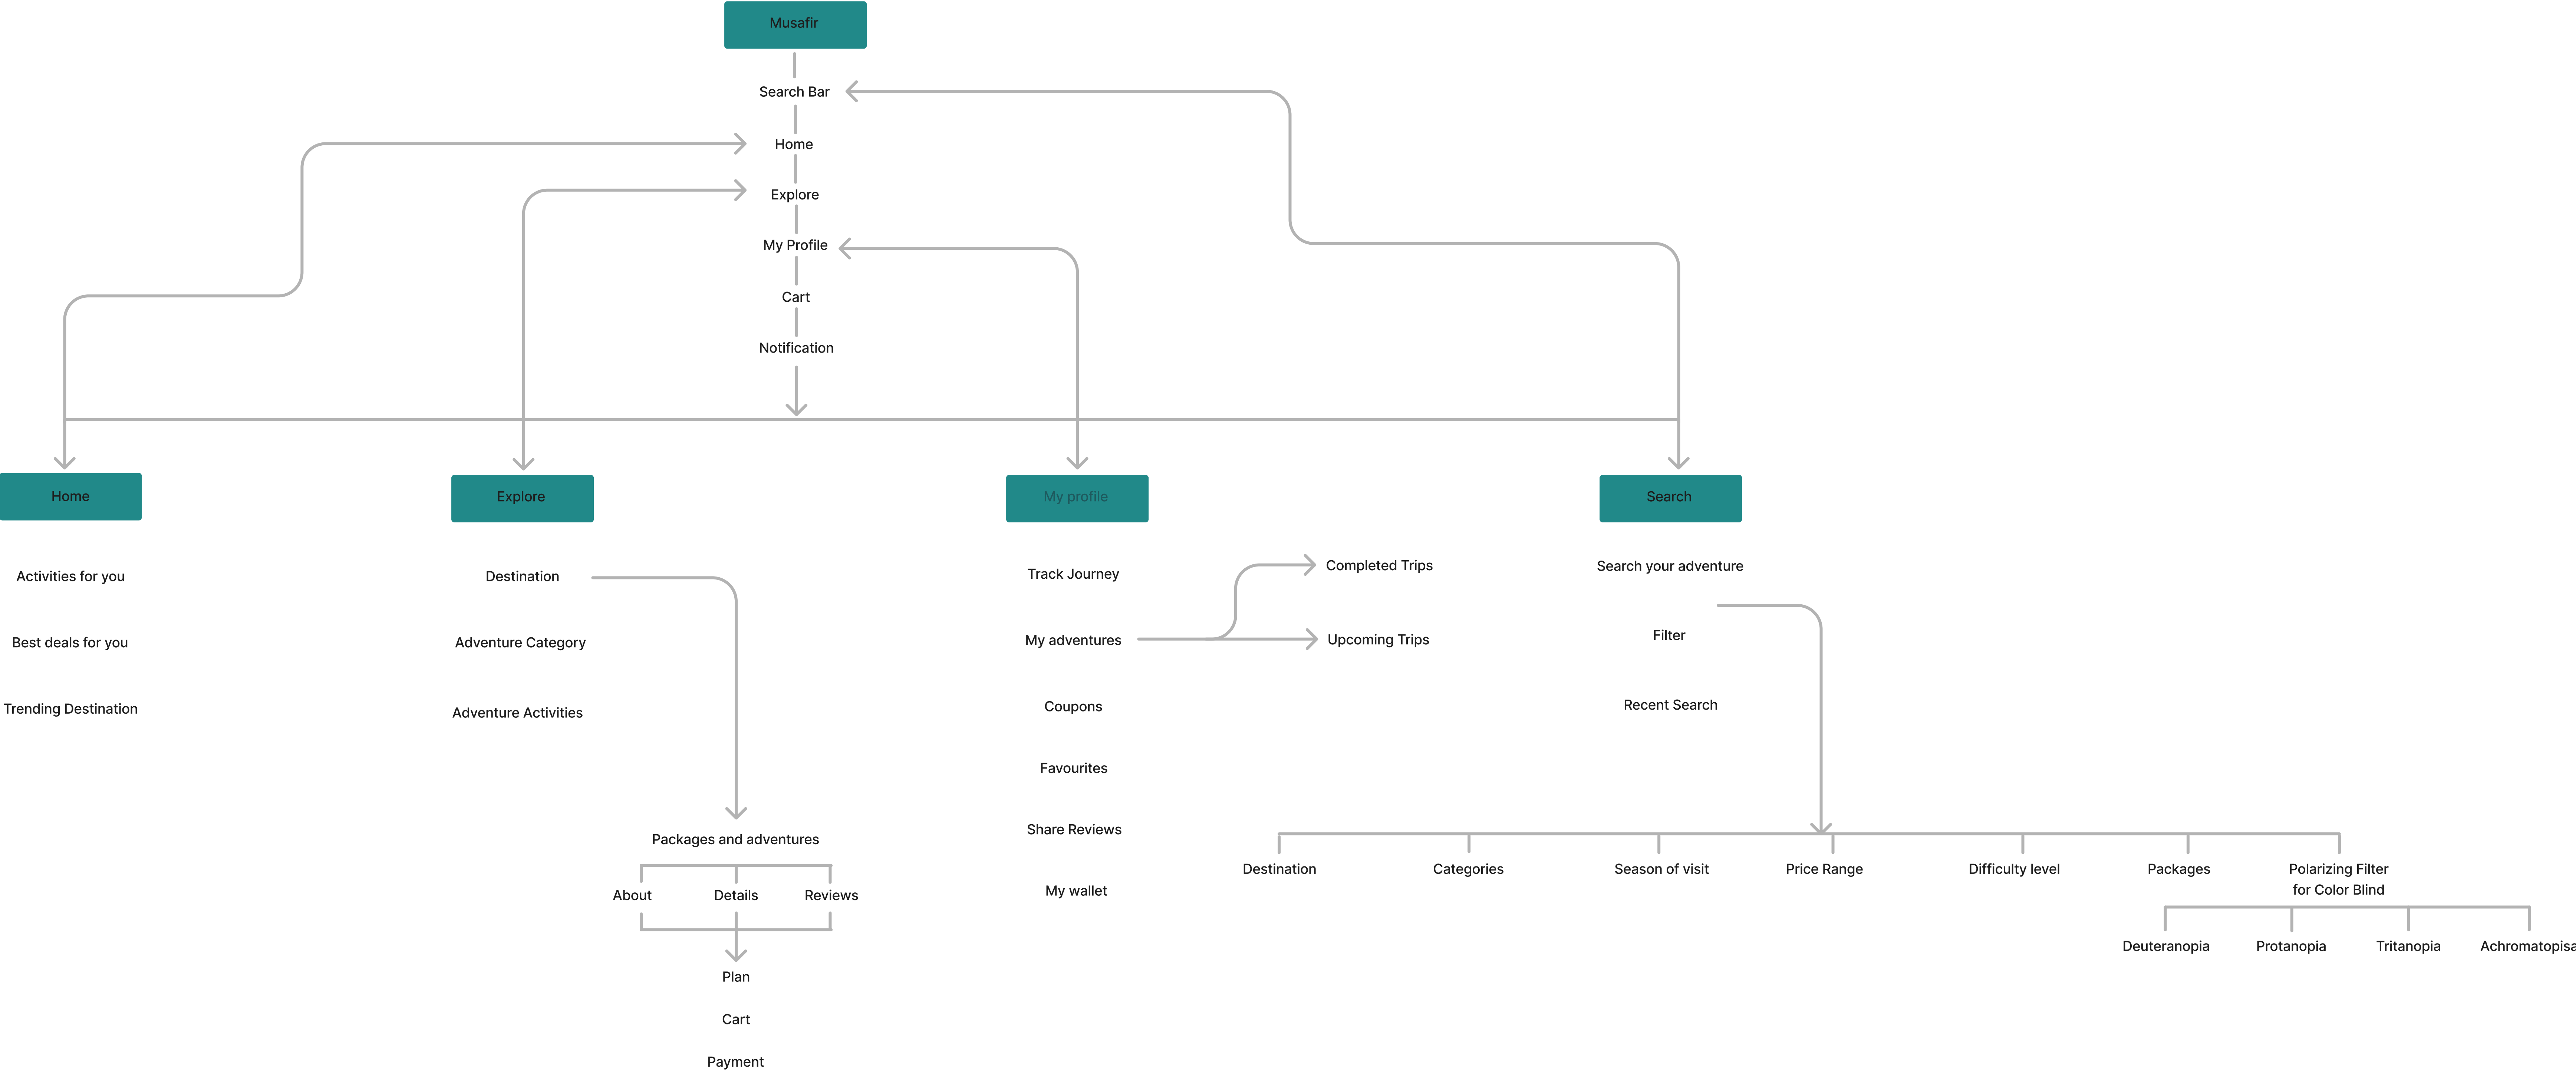 Musafir
Search Bar
Home
Explore
My Profile
Cart
Notification
Home
Explore
My profile
Search
Activities for you
Best deals for you
Trending Destination
Destination
Adventure Category
Adventure Activities
Packages and adventures
About
Details
Reviews
Plan
Cart
Payment
Track Journey
My adventures
Completed Trips
Upcoming Trips
Coupons
Favourites
Share Reviews
My wallet
Search your adventure
Filter
Recent Search
Destination
Categories
Season of visit
Price Range
Difficulty level
Packages
Polarizing Filter
for Color Blind
Deuteranopia
Protanopia
Tritanopia
Achromatopisa